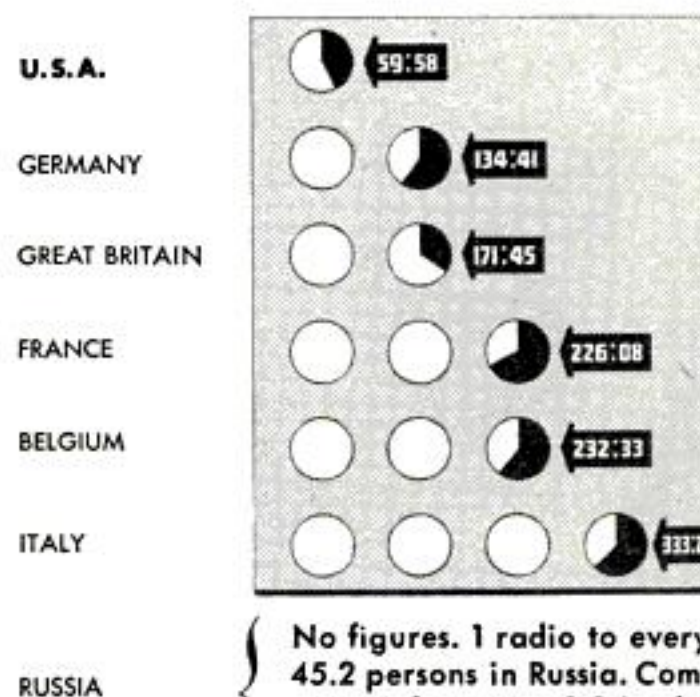 U.S.A. 59:58
GERMANY 134:41
GREAT BRITAIN 171:45
FRANCE 226:08
BELGIUM 232:33
ITALY
RUSSIA
No figures. 1 radio to every
45.2 persons in Russia.